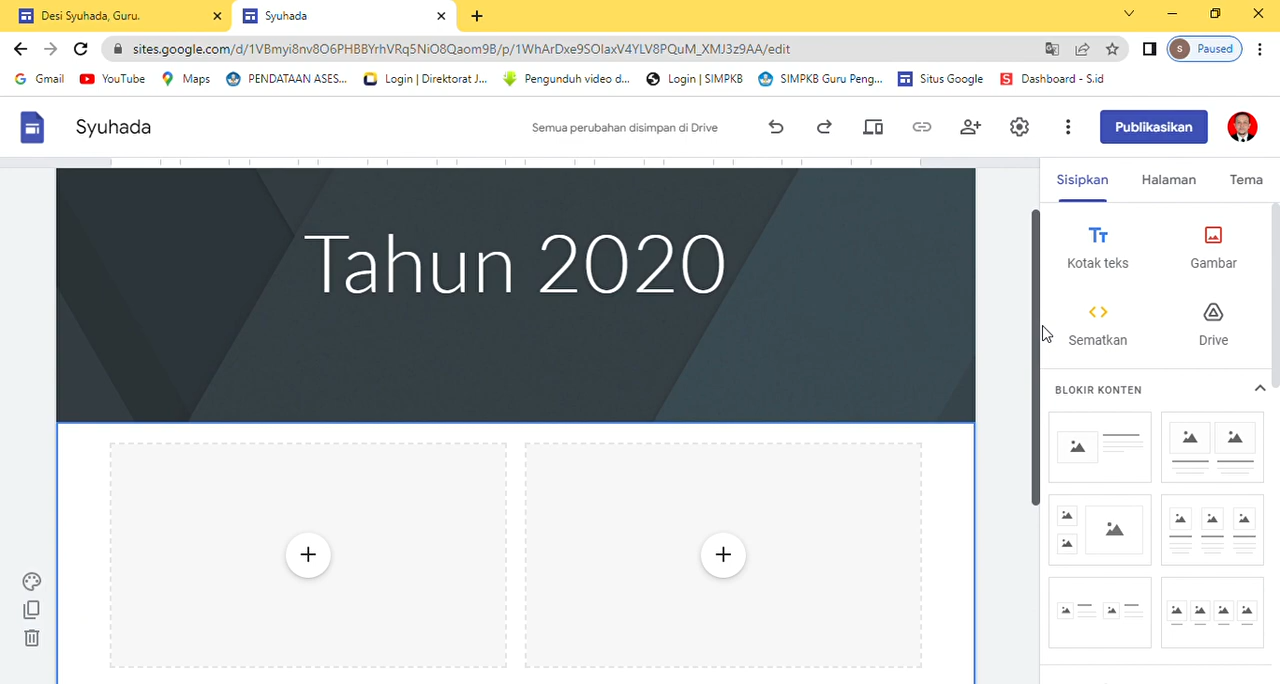 Desi Syuhada, Guru.
Syuhada
sites.google.com/d/1VBmyi8nv8O6PHBBYrhVRq5NiO8Qaom9B/p/1WhArDxe9SOIaxV4YLV8PQuM_XMJ3z9AA/edit
S
Paused
Gmail
YouTube
Maps
PENDATAAN ASES...
Login | Direktorat J...
Pengunduh video d...
Login | SIMPKB
SIMPKB Guru Peng...
Situs Google
Dashboard - S.id
Syuhada
Semua perubahan disimpan di Drive
Publikasikan
Sisipkan
Halaman
Tema
Tahun 2020
Kotak teks
Gambar
Sematkan
Drive
BLOKIR KONTEN